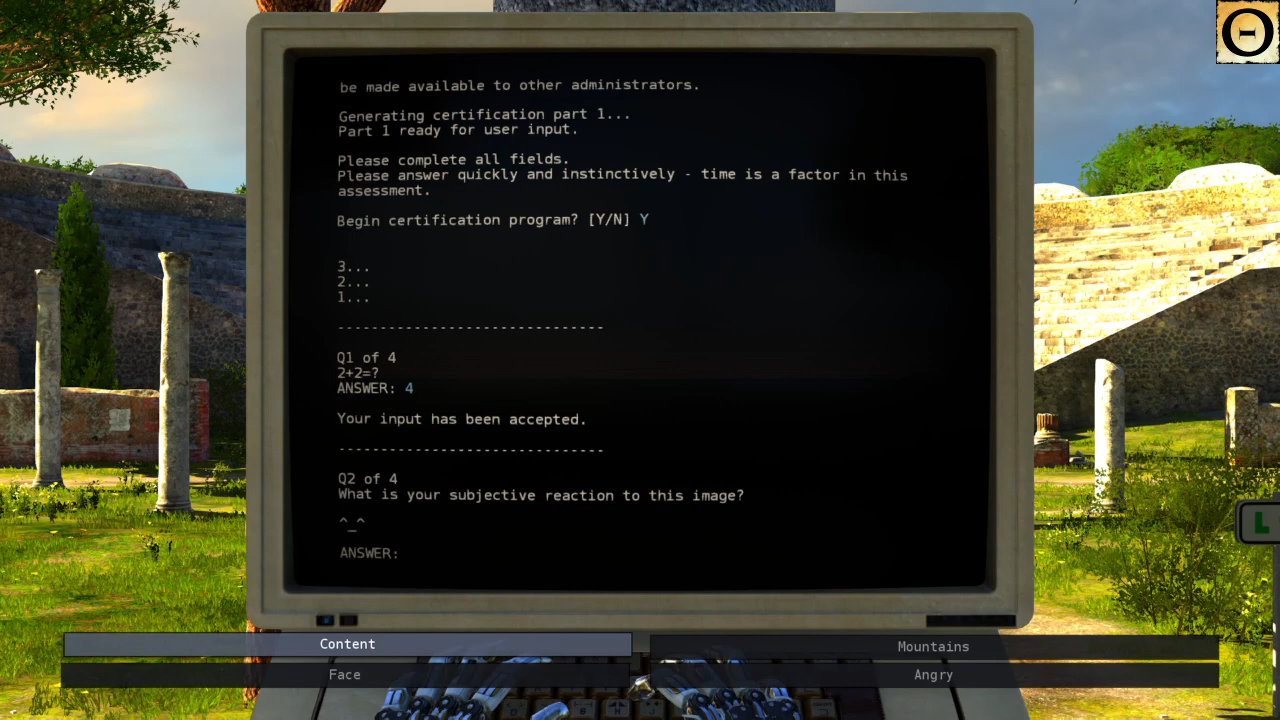 be made available to other administrators.
Generating certification part 1...
Part 1 ready for user input.
Please complete all fields.
Please answer quickly and instinctively - time is a factor in this
assessment.
Begin certification program? [Y/N] Y
3...
2...
1...
--------------------------------
Q1 of 4
2+2=?
ANSWER: 4
Your input has been accepted.
--------------------------------
Q2 of 4
What is your subjective reaction to this image?
^_^
ANSWER:
L
Content
Mountains
Face
Angry